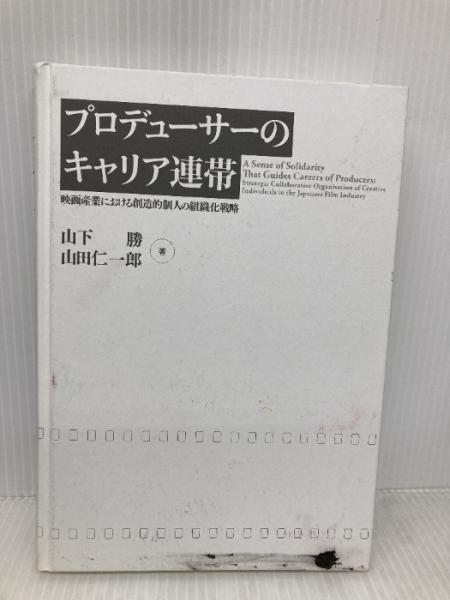 プロデューサーの
キャリア連帯
A Sense of Solidarity
That Guides Careers of Producers:
Strategic Collaborative Organization of Creative
Individuals in the Japanese Film Industry
映画産業における創造的個人の組織化戦略
山下 勝
山田仁一郎
著